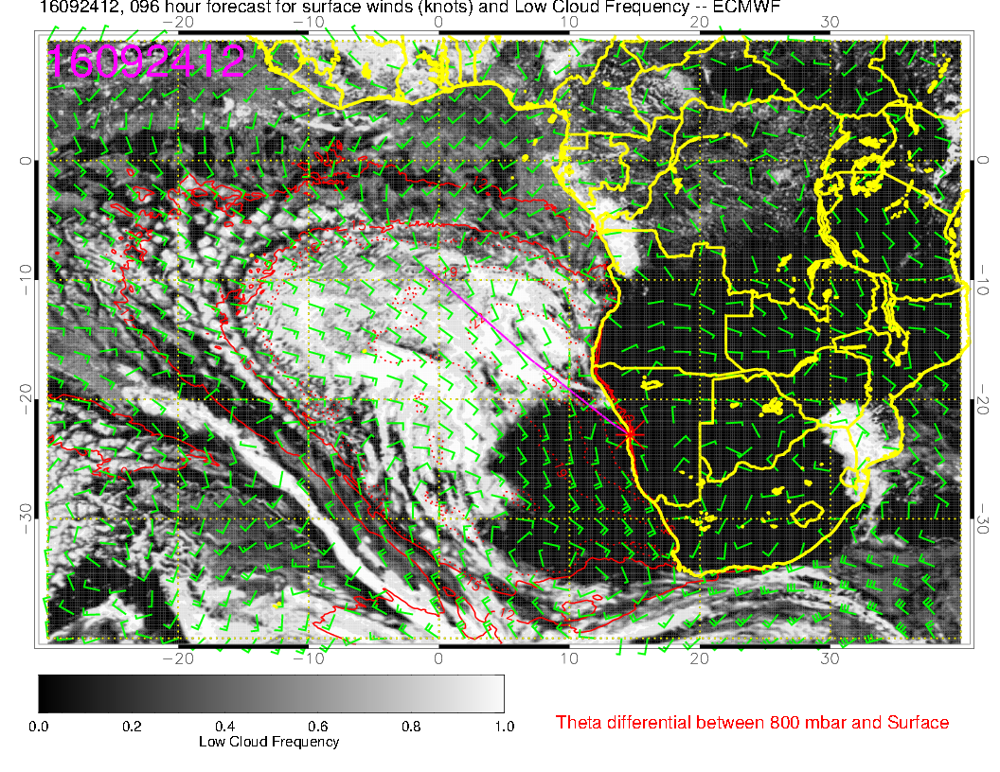 16092412, 096 hour forecast for surface winds (knots) and Low Cloud Frequency -- ECMWF
−20 −10 0 10 20 30
16092412
0 0
−10 −10
−20 −20
−30 −30
12
−20 −10 0 10 20 30
0.0 0.2 0.4 0.6 0.8 1.0
Low Cloud Frequency
Theta differential between 800 mbar and Surface